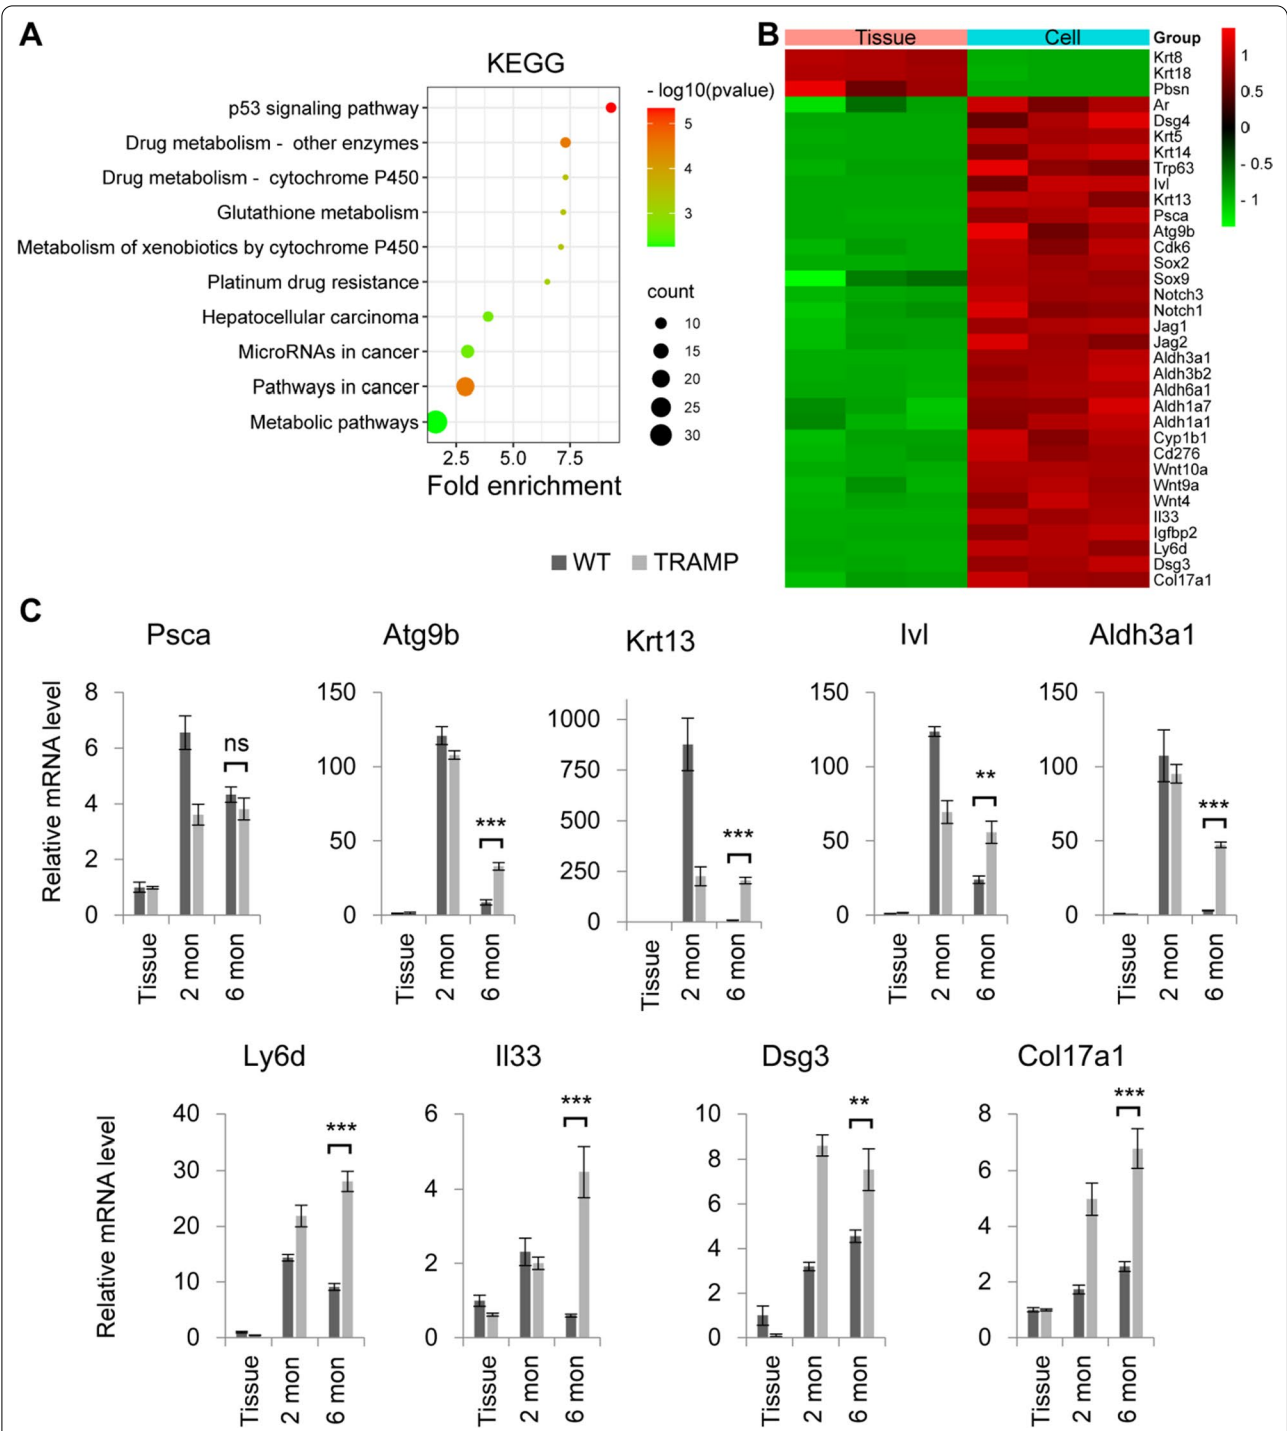 A
KEGG
p53 signaling pathway
Drug metabolism - other enzymes
Drug metabolism - cytochrome P450
Glutathione metabolism
Metabolism of xenobiotics by cytochrome P450
Platinum drug resistance
Hepatocellular carcinoma
MicroRNAs in cancer
Pathways in cancer
Metabolic pathways
2.5 5.0 7.5
Fold enrichment
- log10(pvalue)
5
4
3
count
10
15
20
25
30
B
Tissue Cell Group
Krt8
Krt18
Pbsn
Ar
Dsg4
Krt5
Krt14
Trp63
Ivl
Krt13
Psca
Atg9b
Cdk6
Sox2
Sox9
Notch3
Notch1
Jag1
Jag2
Aldh3a1
Aldh3b2
Aldh6a1
Aldh1a7
Aldh1a1
Cyp1b1
Cd276
Wnt10a
Wnt9a
Wnt4
Il33
Igfbp2
Ly6d
Dsg3
Col17a1
1
0.5
0
- 0.5
- 1
WT TRAMP
C
Psca
Relative mRNA level
8
6
4
2
0
ns
Tissue
2 mon
6 mon
Atg9b
150
100
50
0
***
Tissue
2 mon
6 mon
Krt13
1000
750
500
250
0
***
Tissue
2 mon
6 mon
Ivl
150
100
50
0
**
Tissue
2 mon
6 mon
Aldh3a1
150
100
50
0
***
Tissue
2 mon
6 mon
Ly6d
Relative mRNA level
40
30
20
10
0
***
Tissue
2 mon
6 mon
Il33
6
4
2
0
***
Tissue
2 mon
6 mon
Dsg3
10
8
6
4
2
0
**
Tissue
2 mon
6 mon
Col17a1
8
6
4
2
0
***
Tissue
2 mon
6 mon